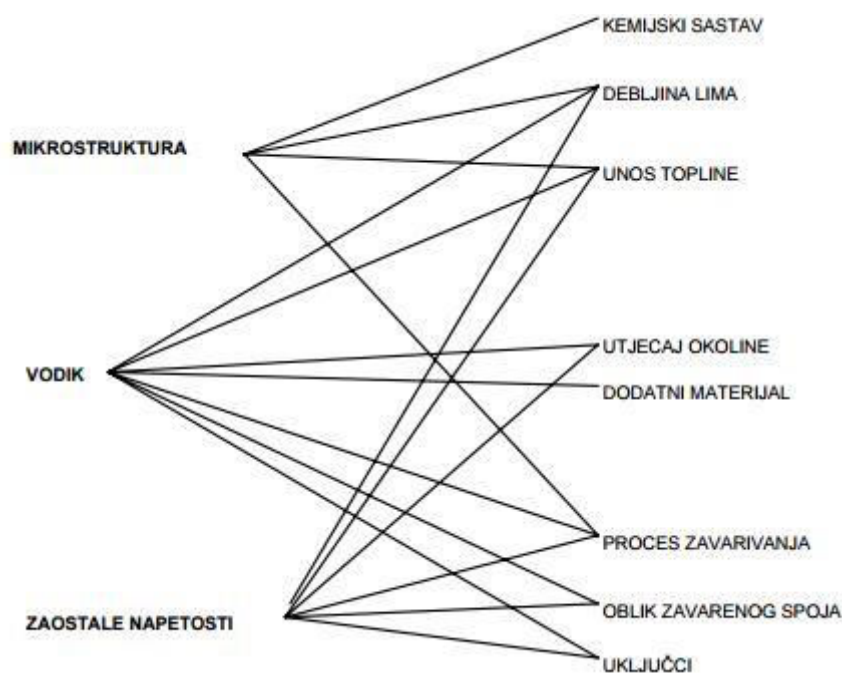 KEMIJSKI SASTAV
DEBLJINA LIMA
MIKROSTRUKTURA
UNOS TOPLINE
UTJECAJ OKOLINE
VODIK
DODATNI MATERIJAL
PROCES ZAVARIVANJA
OBLIK ZAVARENOG SPOJA
ZAOSTALE NAPETOSTI
UKLJUČCI